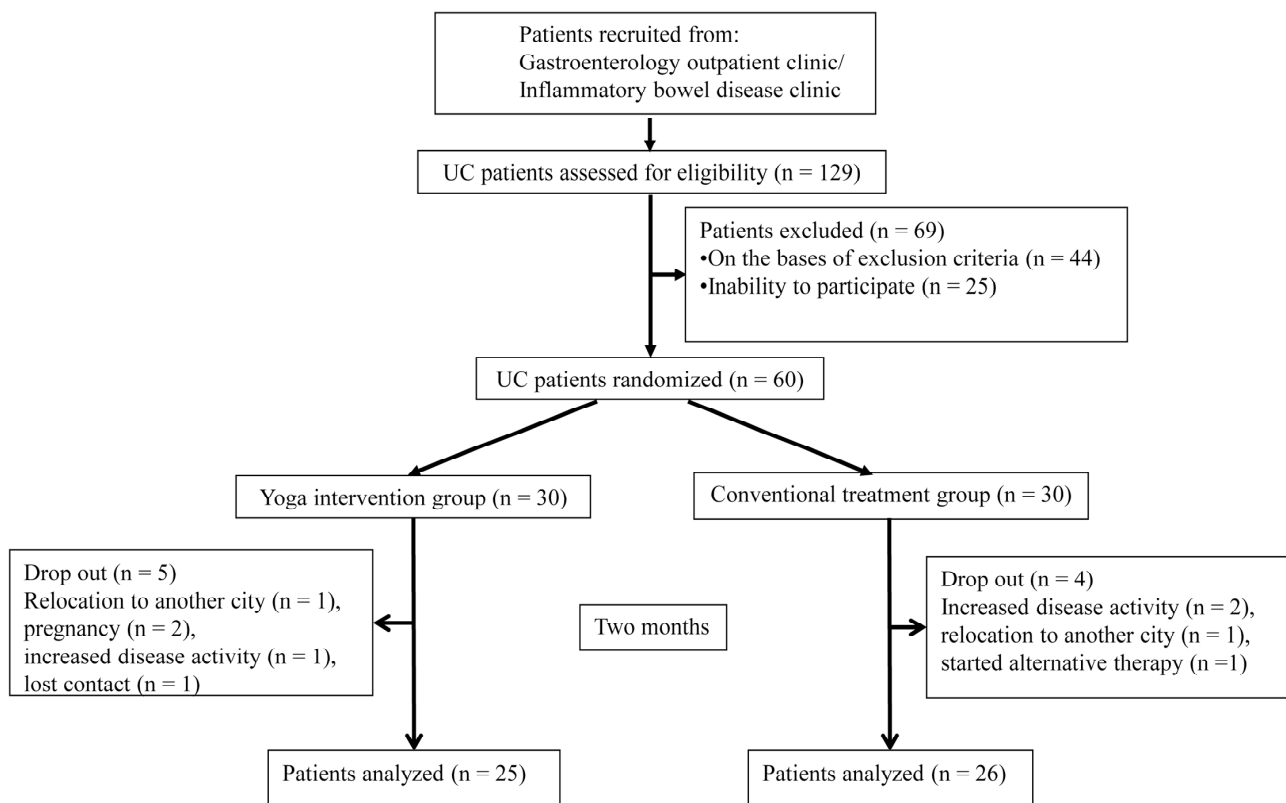 Patients recruited from:
Gastroenterology outpatient clinic/
Inflammatory bowel disease clinic
UC patients assessed for eligibility (n = 129)
Patients excluded (n = 69)
•On the bases of exclusion criteria (n = 44)
•Inability to participate (n = 25)
UC patients randomized (n = 60)
Yoga intervention group (n = 30)
Conventional treatment group (n = 30)
Drop out (n = 5)
Relocation to another city (n = 1),
pregnancy (n = 2),
increased disease activity (n = 1),
lost contact (n = 1)
Two months
Drop out (n = 4)
Increased disease activity (n = 2),
relocation to another city (n = 1),
started alternative therapy (n =1)
Patients analyzed (n = 25)
Patients analyzed (n = 26)